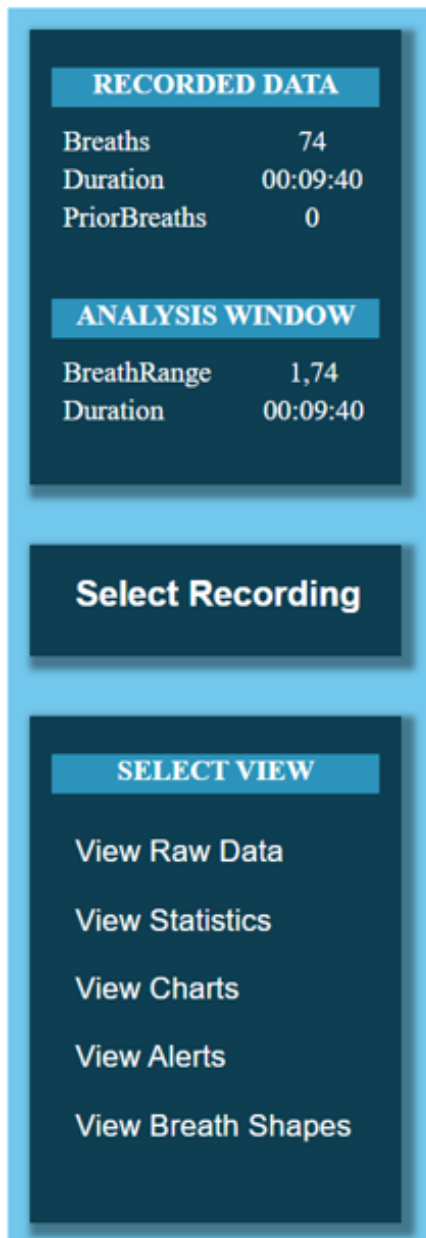 RECORDED DATA
Breaths 74
Duration 00:09:40
PriorBreaths 0
ANALYSIS WINDOW
BreathRange 1,74
Duration 00:09:40
Select Recording
SELECT VIEW
View Raw Data
View Statistics
View Charts
View Alerts
View Breath Shapes